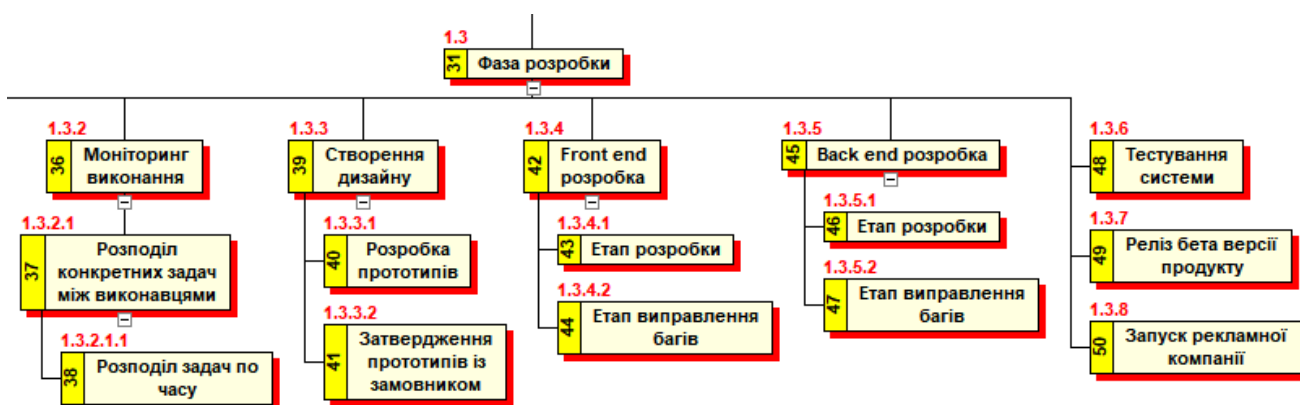 1.3
31
Фаза розробки
1.3.2
36
Моніторинг
виконання
1.3.2.1
37
Розподіл
конкретних задач
між виконавцями
1.3.2.1.1
38
Розподіл задач по
часу
1.3.3
39
Створення
дизайну
1.3.3.1
40
Розробка
прототипів
1.3.3.2
41
Затвердження
прототипів із
замовником
1.3.4
42
Front end
розробка
1.3.4.1
43
Етап розробки
1.3.4.2
44
Етап виправлення
багів
1.3.5
45
Back end розробка
1.3.5.1
46
Етап розробки
1.3.5.2
47
Етап виправлення
багів
1.3.6
48
Тестування
системи
1.3.7
49
Реліз бета версії
продукту
1.3.8
50
Запуск рекламної
компанії